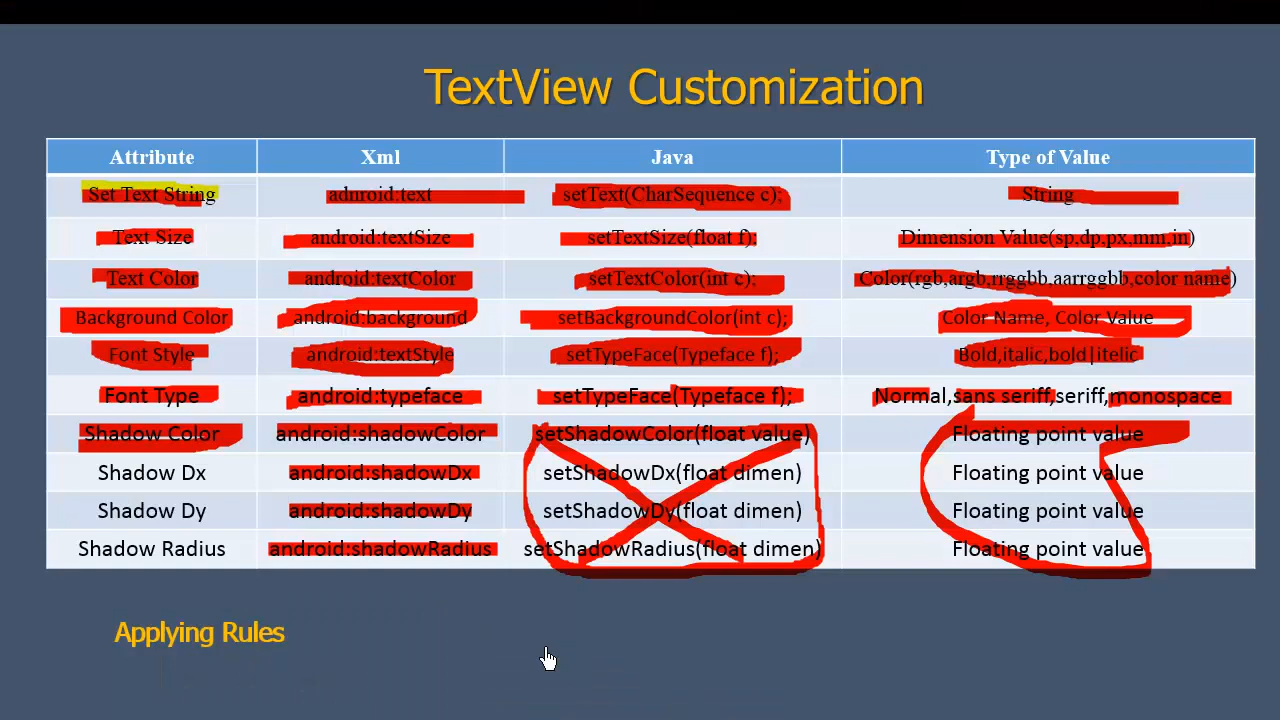 TextView Customization
Attribute Xml Java Type of Value
Set Text String adnroid:text setText(CharSequence c); String
Text Size android:textSize setTextSize(float f); Dimension Value(sp,dp,px,mm,in)
Text Color android:textColor setTextColor(int c); Color(rgb,argb,rrggbb.aarrggbb,color name)
Background Color android:background setBackgroundColor(int c); Color Name, Color Value
Font Style android:textStyle setTypeFace(Typeface f); Bold,italic,bold|itelic
Font Type android:typeface setTypeFace(Typeface f); Normal,sans seriff,seriff,monospace
Shadow Color android:shadowColor setShadowColor(float value) Floating point value
Shadow Dx android:shadowDx setShadowDx(float dimen) Floating point value
Shadow Dy android:shadowDy setShadowDy(float dimen) Floating point value
Shadow Radius android:shadowRadius setShadowRadius(float dimen) Floating point value
Applying Rules